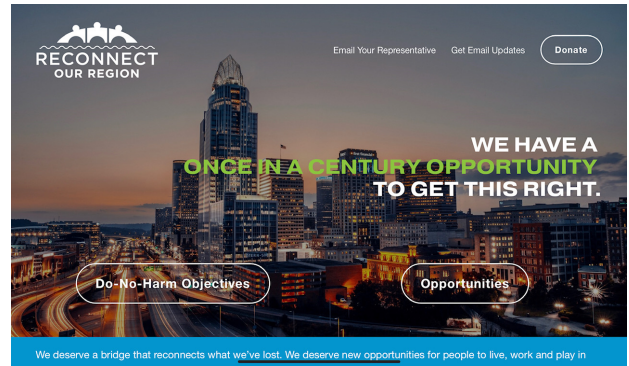 RECONNECT
OUR REGION
Email Your Representative
Get Email Updates
Donate
WE HAVE A
ONCE IN A CENTURY OPPORTUNITY
TO GET THIS RIGHT.
Do-No-Harm Objectives
Opportunities
We deserve a bridge that reconnects what we've lost. We deserve new opportunities for people to live, work and play in